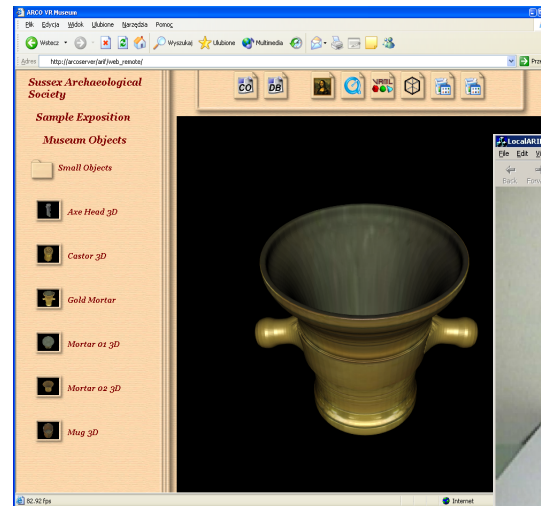 ARCO VR Museum
Plik Edycja Widok Ulubione Narzędzia Pomoc
Wstecz Wyszukaj Ulubione Multimedia
Adres http://arcoserver/arif/web_remote/
Sussex Archaeological
Society
CO DB VRML
Sample Exposition
Museum Objects
LocalARIF
File Edit
Back
Small Objects
Axe Head 3D
Castor 3D
Gold Mortar
Mortar 01 3D
Mortar 02 3D
Mug 3D
82.92 fps Internet